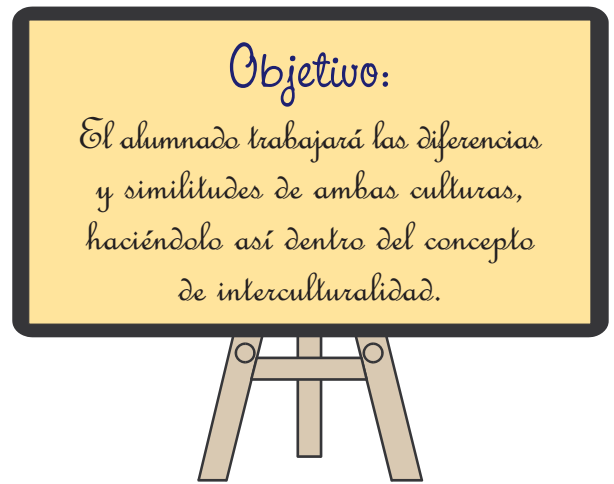 Objetivo:
El alumnado trabajará las diferencias
y similitudes de ambas culturas,
haciéndolo así dentro del concepto
de interculturalidad.